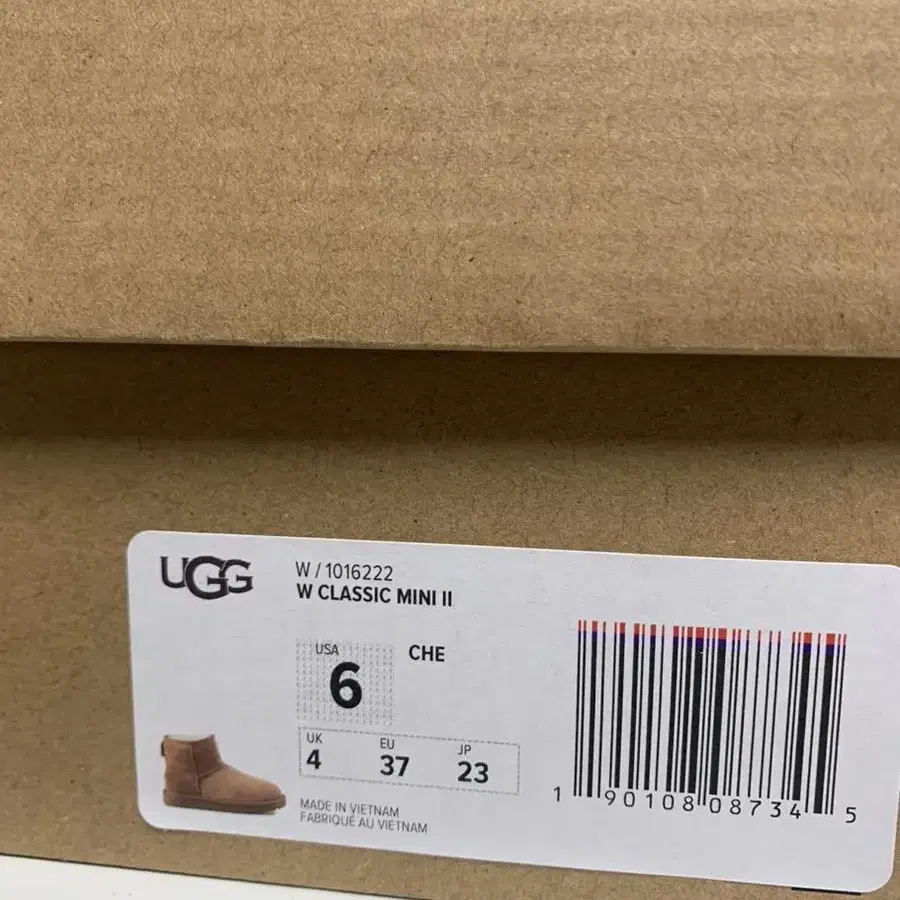 UGG
W / 1016222
W CLASSIC MINI II
USA
6
CHE
UK
4
EU
37
JP
23
MADE IN VIETNAM
FABRIQUÉ AU VIETNAM
1 90108 08734 5